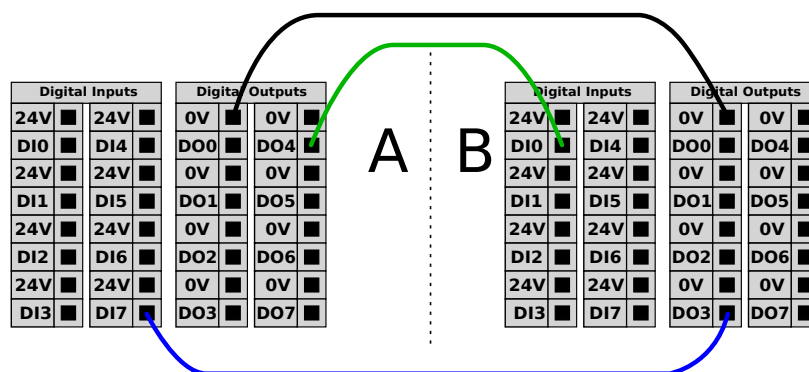 Digital Inputs Digital Outputs Digital Inputs Digital Outputs
24V 24V 0V 0V 24V 24V 0V 0V
DI0 DI4 DO0 DO4 A B DI0 DI4 DO0 DO4
24V 24V 0V 0V 24V 24V 0V 0V
DI1 DI5 DO1 DO5 DI1 DI5 DO1 DO5
24V 24V 0V 0V 24V 24V 0V 0V
DI2 DI6 DO2 DO6 DI2 DI6 DO2 DO6
24V 24V 0V 0V 24V 24V 0V 0V
DI3 DI7 DO3 DO7 DI3 DI7 DO3 DO7